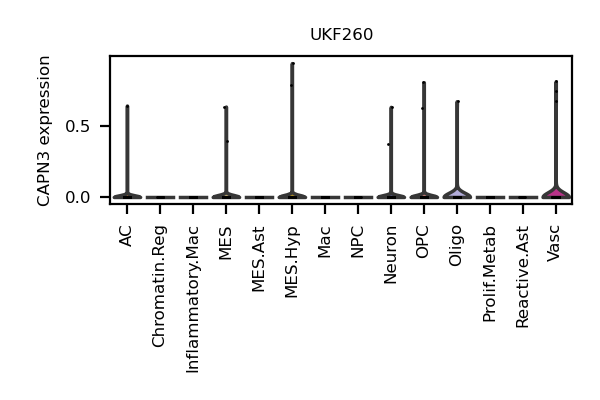 UKF260
CAPN3 expression
0.5
0.0
AC
Chromatin.Reg
Inflammatory.Mac
MES
MES.Ast
MES.Hyp
Mac
NPC
Neuron
OPC
Oligo
Prolif.Metab
Reactive.Ast
Vasc